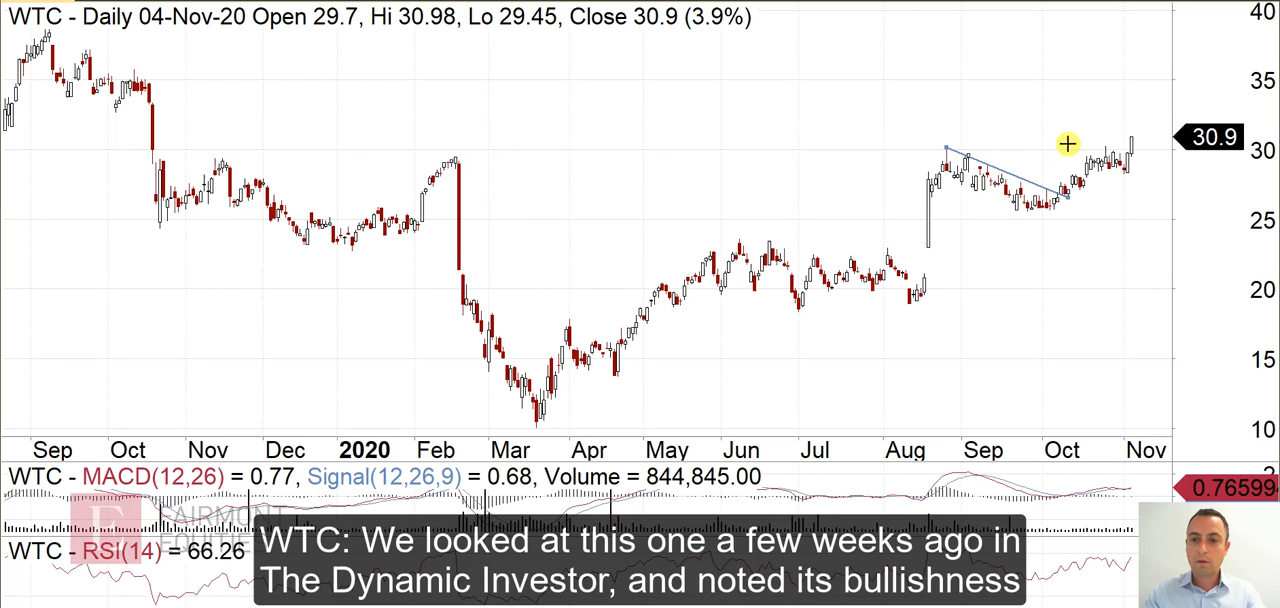 WTC - Daily 04-Nov-20 Open 29.7, Hi 30.98, Lo 29.45, Close 30.9 (3.9%)
40
35
30.9
30
25
20
15
10
Sep Oct Nov Dec 2020 Feb Mar Apr May Jun Jul Aug Sep Oct Nov
WTC - MACD(12,26) = 0.77, Signal(12,26,9) = 0.68, Volume = 844,845.00
2
0.76599
FAIRMONT
EQUITIES
WTC - RSI(14) = 66.26
WTC: We looked at this one a few weeks ago in
The Dynamic Investor, and noted its bullishness